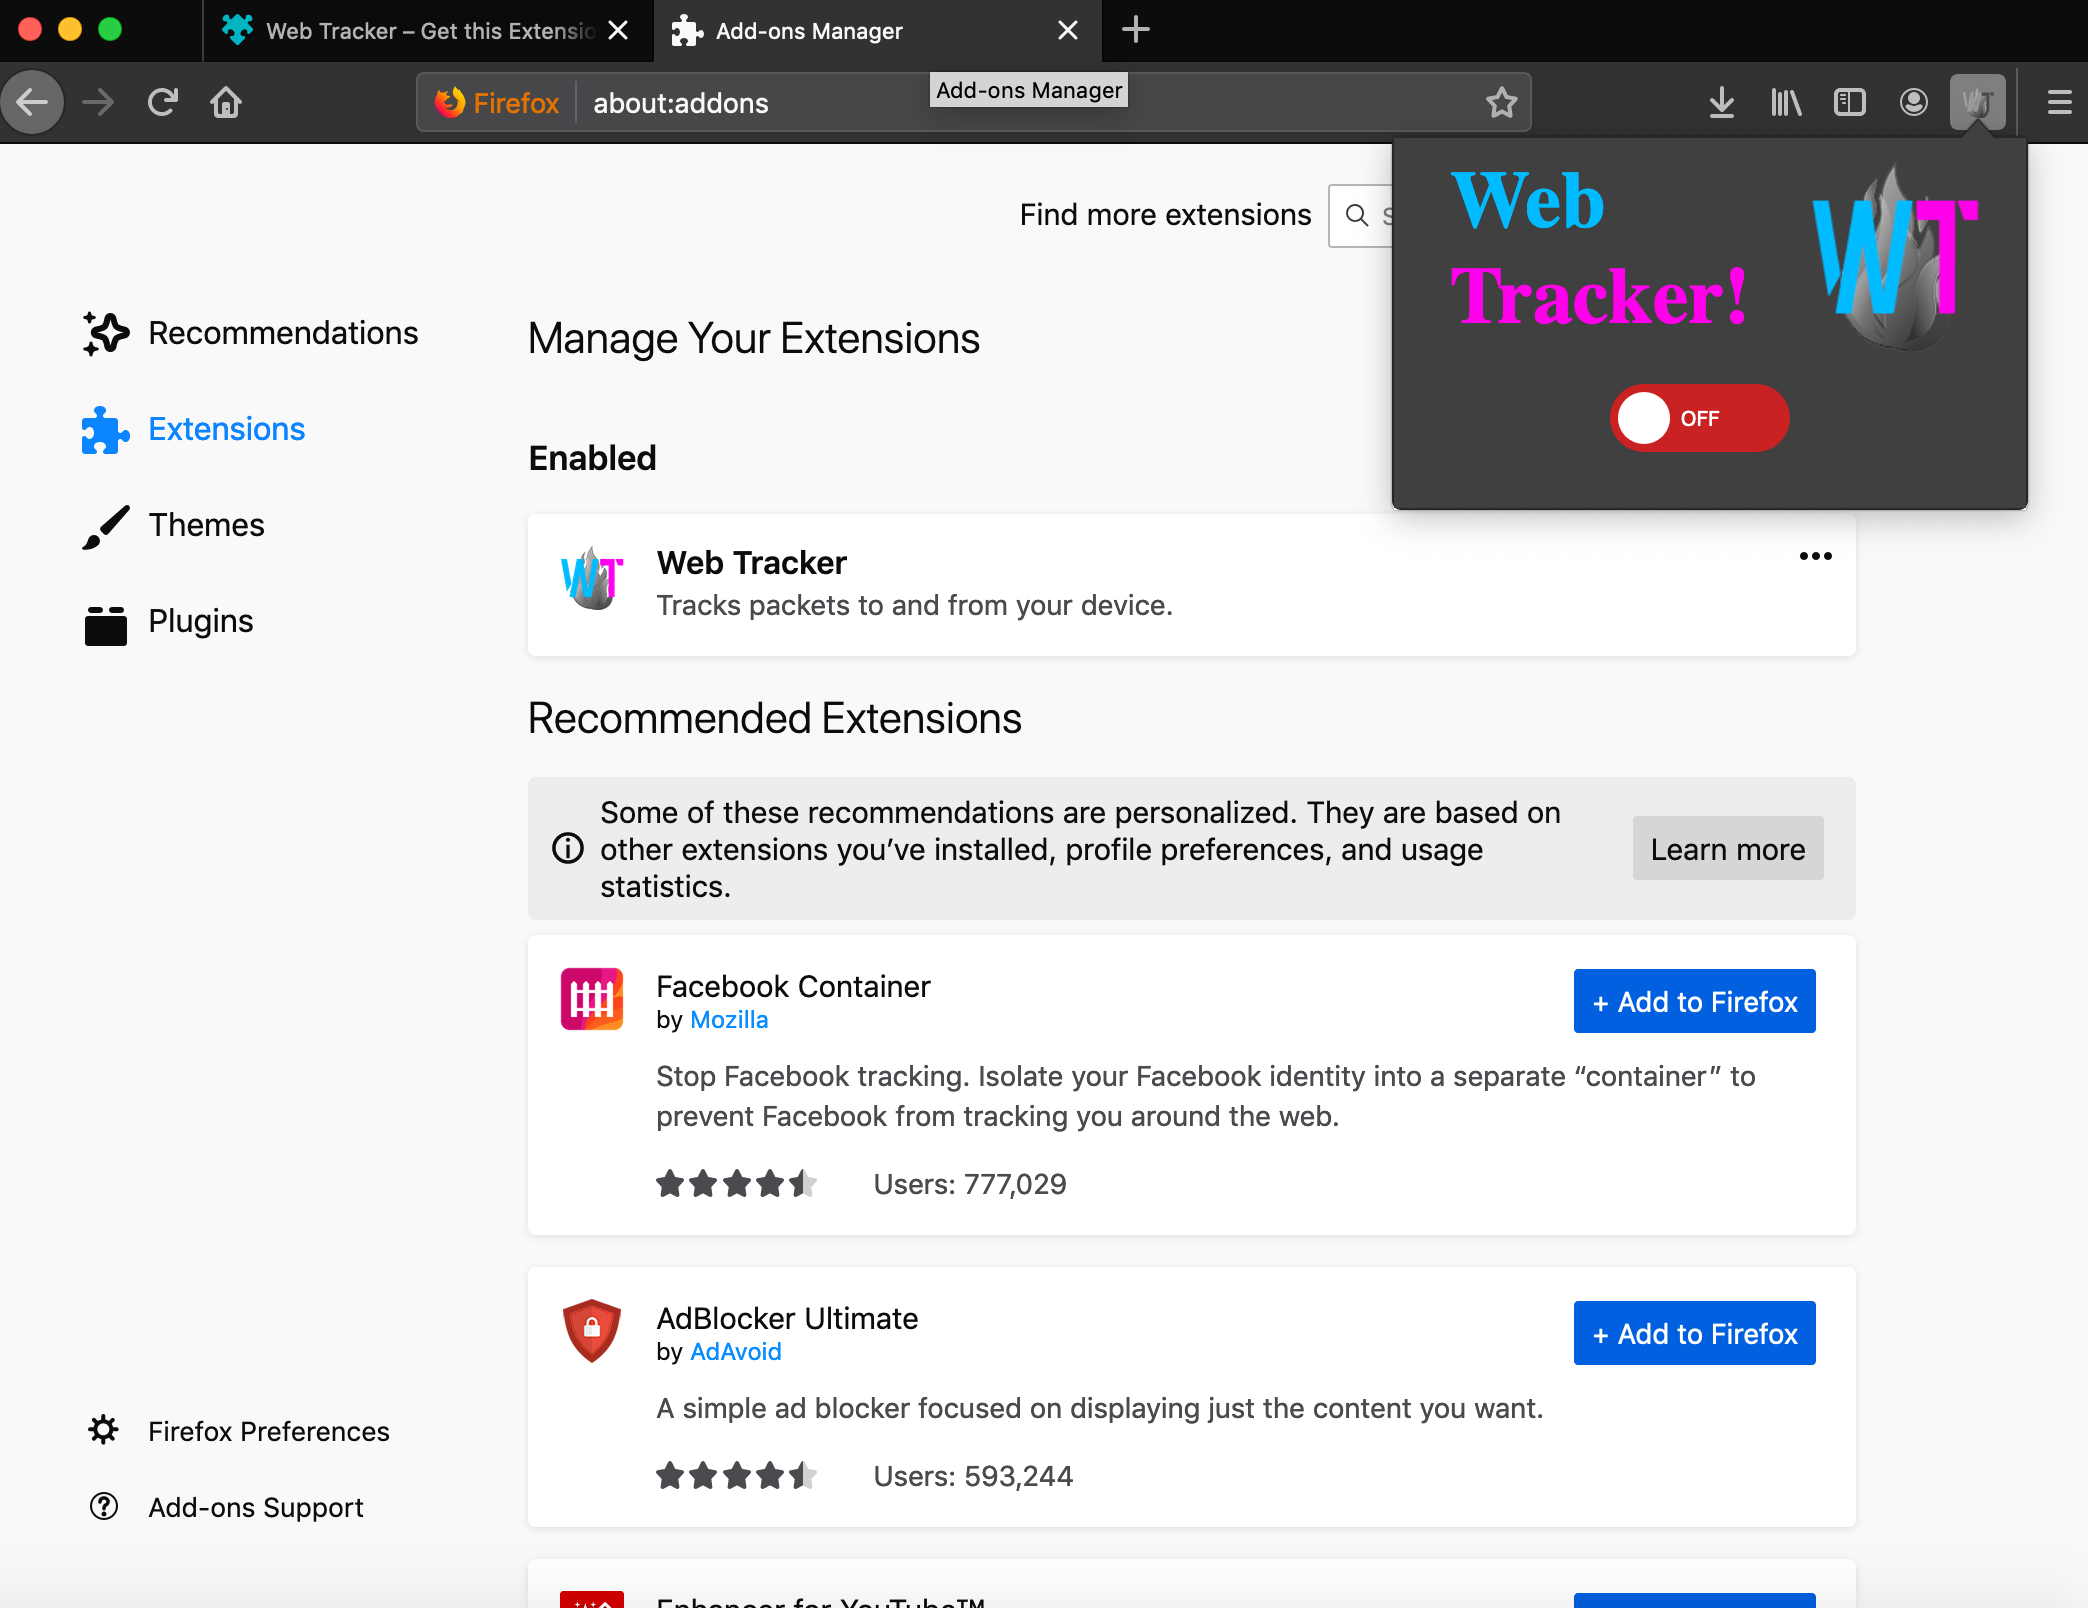 Web Tracker – Get this Extensio
Add-ons Manager
Firefox
about:addons
Add-ons Manager
Web
Tracker!
WT
OFF
Find more extensions
Recommendations
Extensions
Themes
Plugins
Manage Your Extensions
Enabled
WT
Web Tracker
Tracks packets to and from your device.
Recommended Extensions
Some of these recommendations are personalized. They are based on
other extensions you’ve installed, profile preferences, and usage
statistics.
Learn more
Facebook Container
by Mozilla
+ Add to Firefox
Stop Facebook tracking. Isolate your Facebook identity into a separate “container” to
prevent Facebook from tracking you around the web.
Users: 777,029
AdBlocker Ultimate
by AdAvoid
+ Add to Firefox
A simple ad blocker focused on displaying just the content you want.
Users: 593,244
Enhancer for YouTube™
Firefox Preferences
Add-ons Support